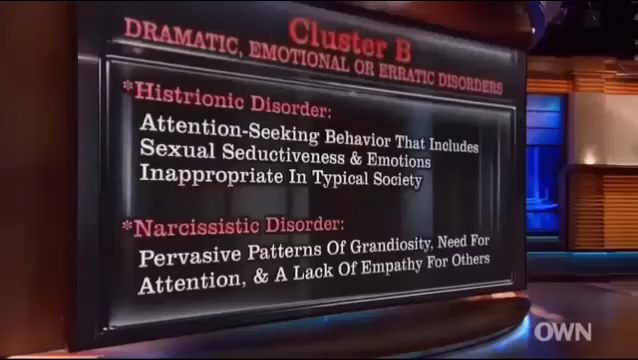 Cluster B
DRAMATIC, EMOTIONAL OR ERRATIC DISORDERS
*Histrionic Disorder:
Attention-Seeking Behavior That Includes
Sexual Seductiveness & Emotions
Inappropriate In Typical Society
*Narcissistic Disorder:
Pervasive Patterns Of Grandiosity, Need For
Attention, & A Lack Of Empathy For Others
OWN